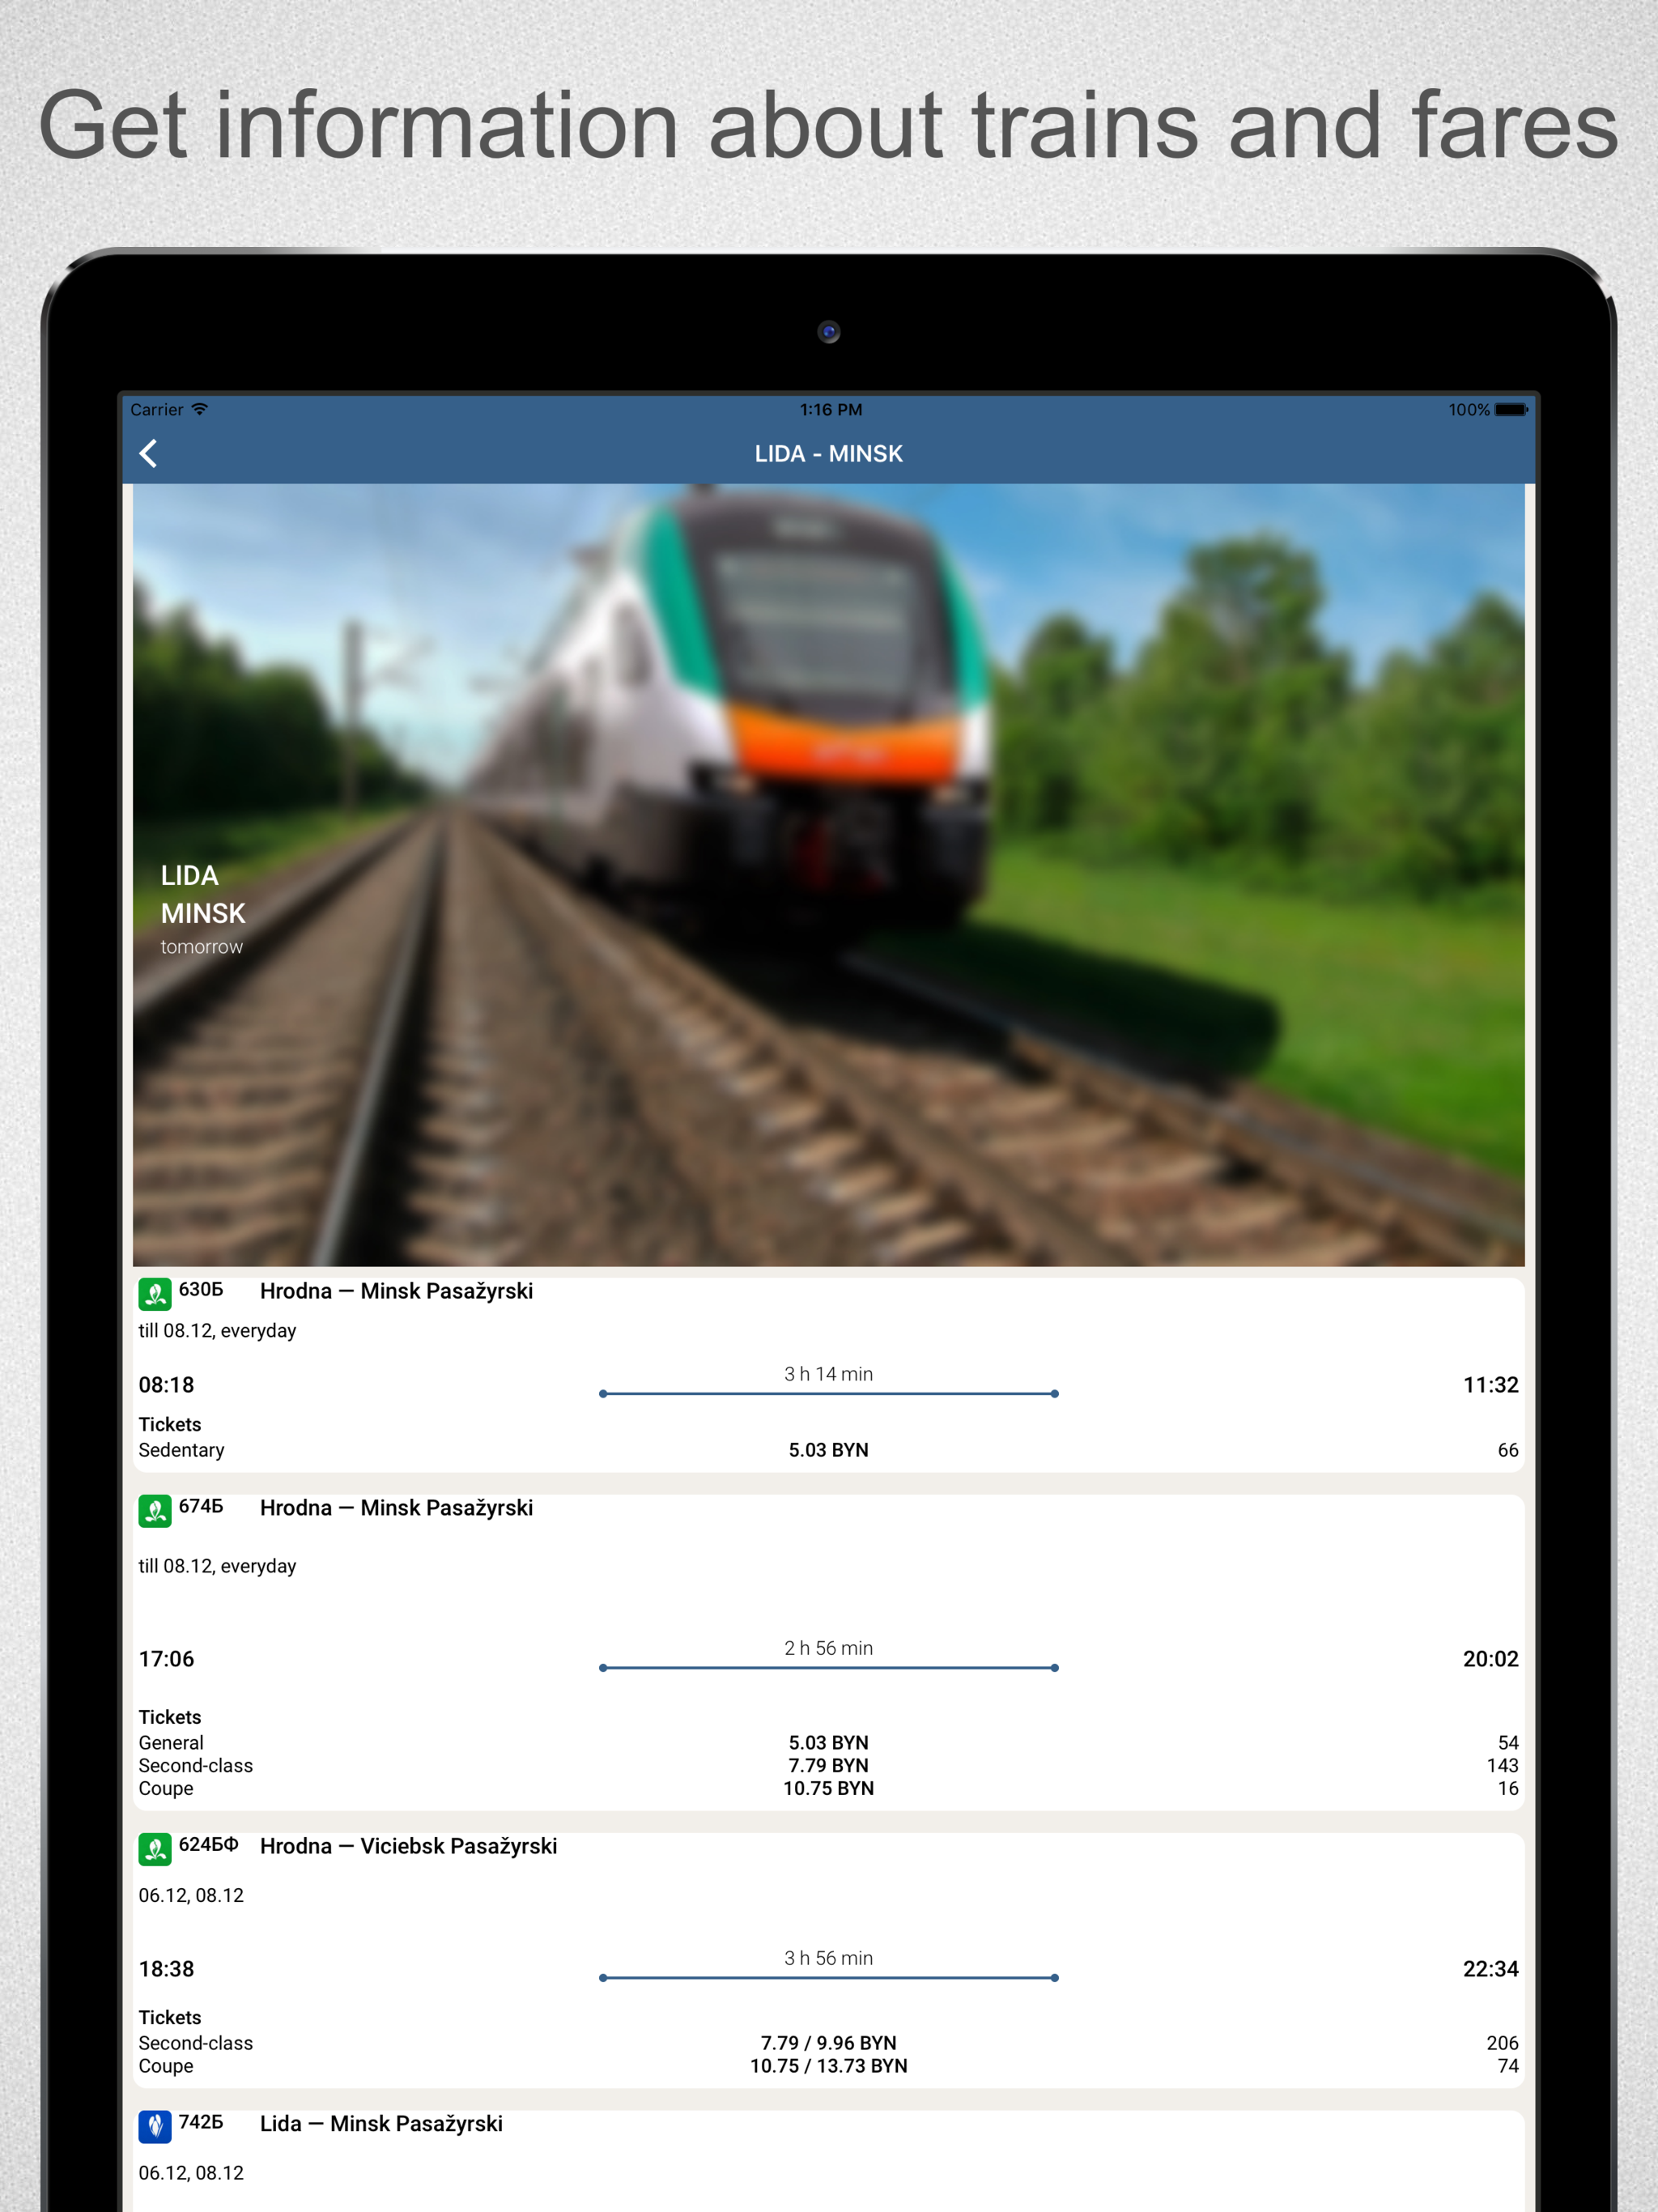 Get information about trains and fares
Carrier 1:16 PM 100%
LIDA - MINSK
LIDA
MINSK
tomorrow
630Б Hrodna — Minsk Pasažyrski
till 08.12, everyday
3 h 14 min
08:18 11:32
Tickets
Sedentary 5.03 BYN 66
674Б Hrodna — Minsk Pasažyrski
till 08.12, everyday
2 h 56 min
17:06 20:02
Tickets
General 5.03 BYN 54
Second-class 7.79 BYN 143
Coupe 10.75 BYN 16
624БФ Hrodna — Viciebsk Pasažyrski
06.12, 08.12
3 h 56 min
18:38 22:34
Tickets
Second-class 7.79 / 9.96 BYN 206
Coupe 10.75 / 13.73 BYN 74
742Б Lida — Minsk Pasažyrski
06.12, 08.12